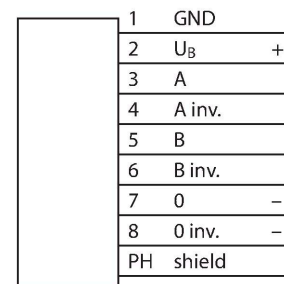 1 GND
2 UB +
3 A
4 A inv.
5 B
6 B inv.
7 0 –
8 0 inv. –
PH shield